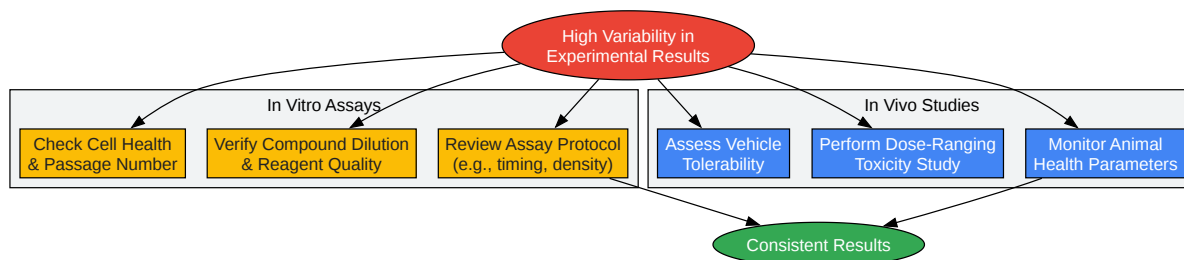 High Variability in
Experimental Results
In Vitro Assays
In Vivo Studies
Check Cell Health
& Passage Number
Verify Compound Dilution
& Reagent Quality
Review Assay Protocol
(e.g., timing, density)
Assess Vehicle
Tolerability
Perform Dose-Ranging
Toxicity Study
Monitor Animal
Health Parameters
Consistent Results